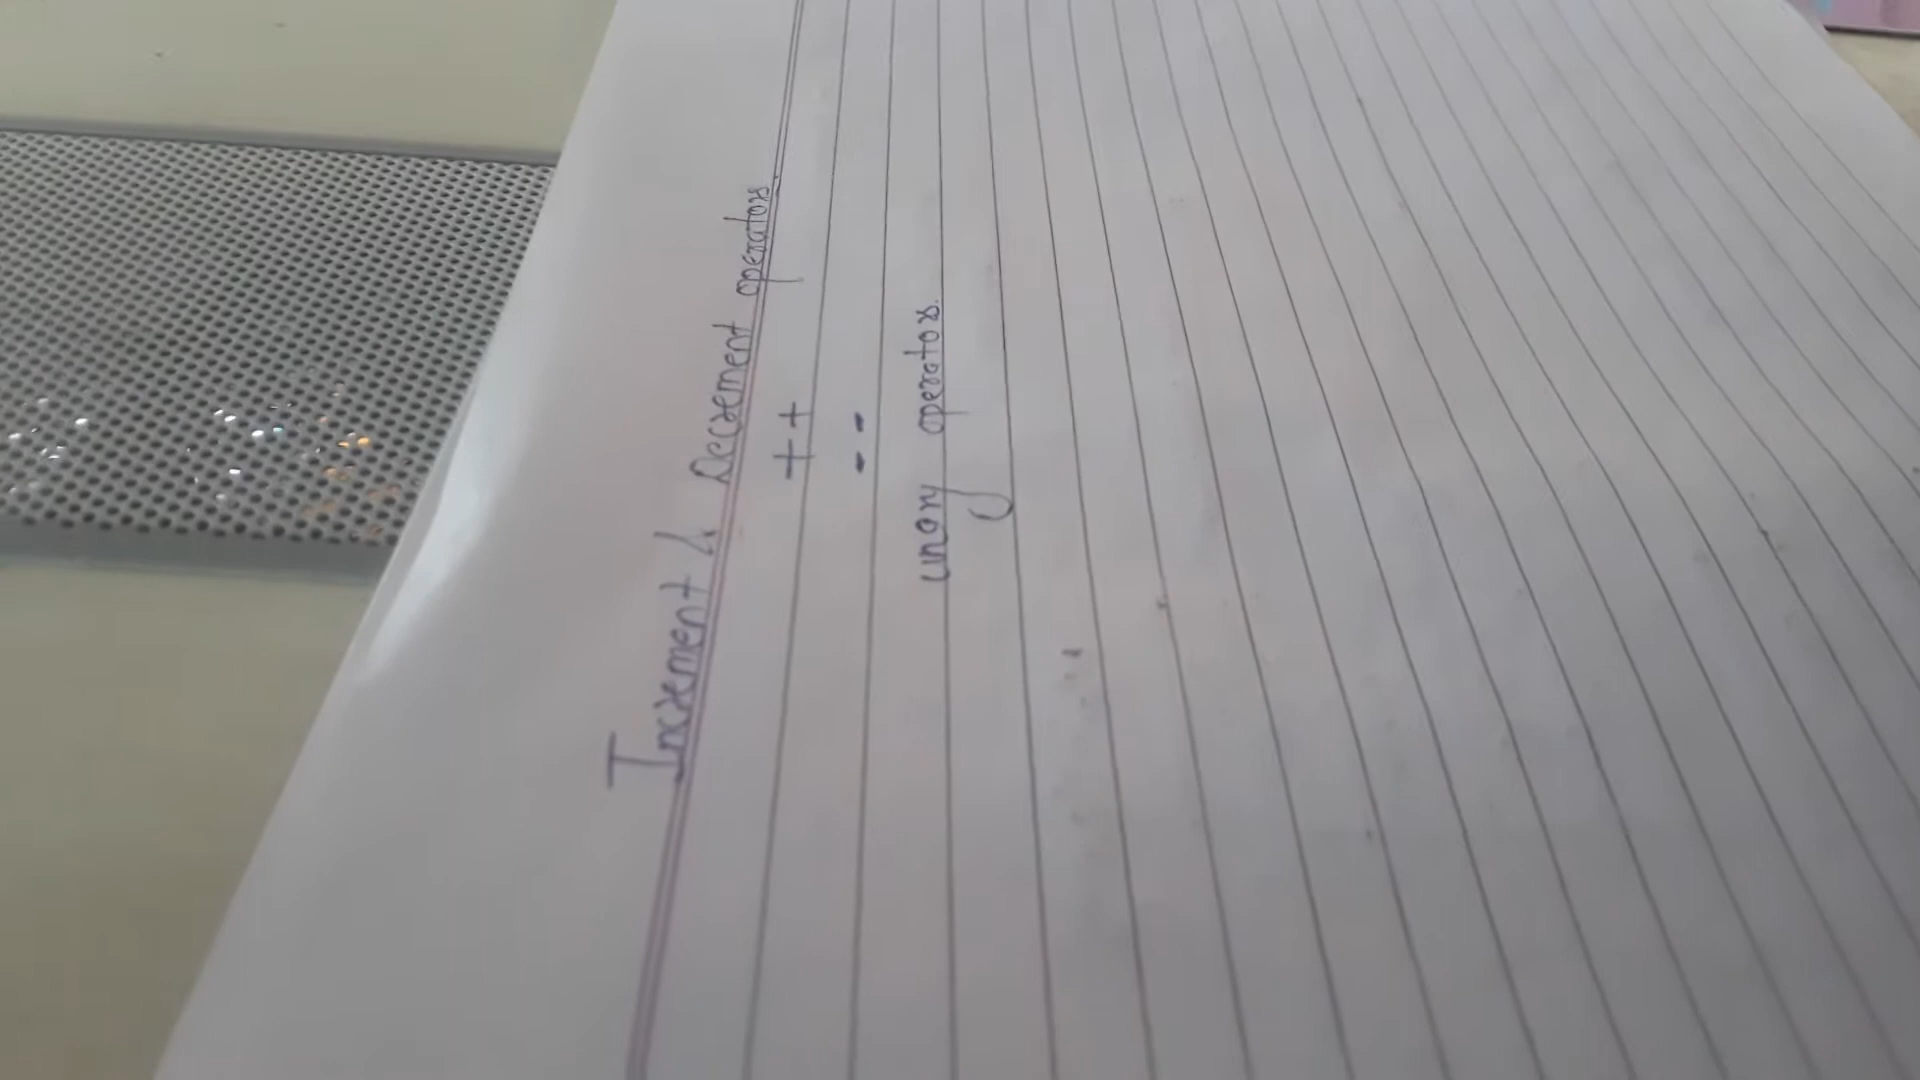 Increment & Decrement operators.
++
--
unary operators.